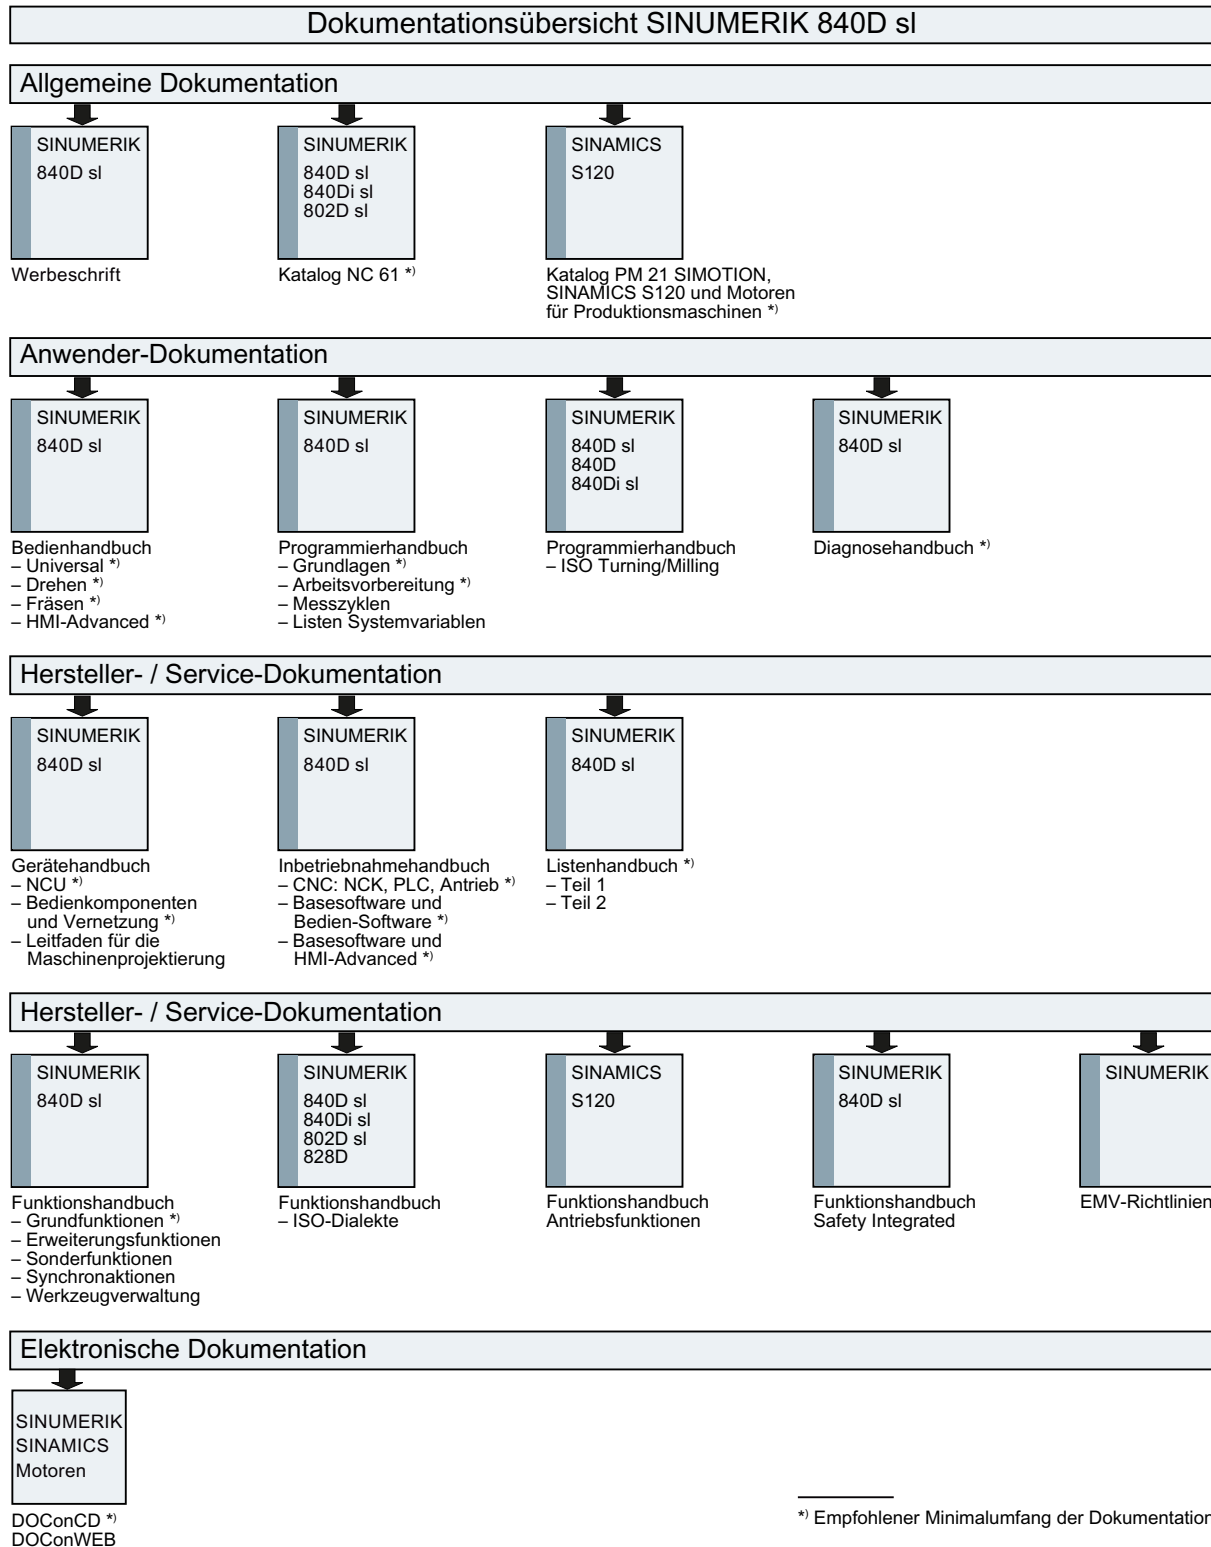 Dokumentationsübersicht SINUMERIK 840D sl
Allgemeine Dokumentation
SINUMERIK
840D sl
Werbeschrift
SINUMERIK
840D sl
840Di sl
802D sl
Katalog NC 61 *)
SINAMICS
S120
Katalog PM 21 SIMOTION,
SINAMICS S120 und Motoren
für Produktionsmaschinen *)
Anwender-Dokumentation
SINUMERIK
840D sl
Bedienhandbuch
– Universal *)
– Drehen *)
– Fräsen *)
– HMI-Advanced *)
SINUMERIK
840D sl
Programmierhandbuch
– Grundlagen *)
– Arbeitsvorbereitung *)
– Messzyklen
– Listen Systemvariablen
SINUMERIK
840D sl
840D
840Di sl
Programmierhandbuch
– ISO Turning/Milling
SINUMERIK
840D sl
Diagnosehandbuch *)
Hersteller- / Service-Dokumentation
SINUMERIK
840D sl
Gerätehandbuch
– NCU *)
– Bedienkomponenten
und Vernetzung *)
– Leitfaden für die
Maschinenprojektierung
SINUMERIK
840D sl
Inbetriebnahmehandbuch
– CNC: NCK, PLC, Antrieb *)
– Basesoftware und
Bedien-Software *)
– Basesoftware und
HMI-Advanced *)
SINUMERIK
840D sl
Listenhandbuch *)
– Teil 1
– Teil 2
Hersteller- / Service-Dokumentation
SINUMERIK
840D sl
Funktionshandbuch
– Grundfunktionen *)
– Erweiterungsfunktionen
– Sonderfunktionen
– Synchronaktionen
– Werkzeugverwaltung
SINUMERIK
840D sl
840Di sl
802D sl
828D
Funktionshandbuch
– ISO-Dialekte
SINAMICS
S120
Funktionshandbuch
Antriebsfunktionen
SINUMERIK
840D sl
Funktionshandbuch
Safety Integrated
SINUMERIK
EMV-Richtlinien
Elektronische Dokumentation
SINUMERIK
SINAMICS
Motoren
DOConCD *)
DOConWEB
*) Empfohlener Minimalumfang der Dokumentation